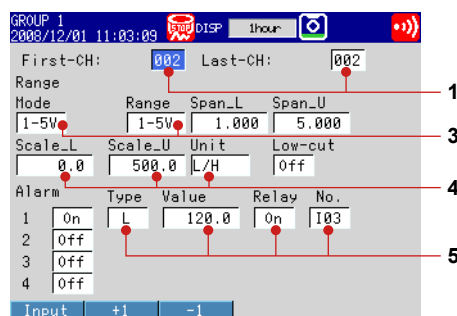 GROUP 1
2008/12/01 11:03:09 STOP DISP 1hour
First-CH: 002 Last-CH: 002
1
Range
Mode Range Span_L Span_U
1-5V 1-5V 1.000 5.000
3
Scale_L Scale_U Unit Low-cut
0.0 500.0 L/H Off
4
Alarm Type Value Relay No.
1 On L 120.0 On I03
2 Off
5
3 Off
4 Off
Input +1 -1